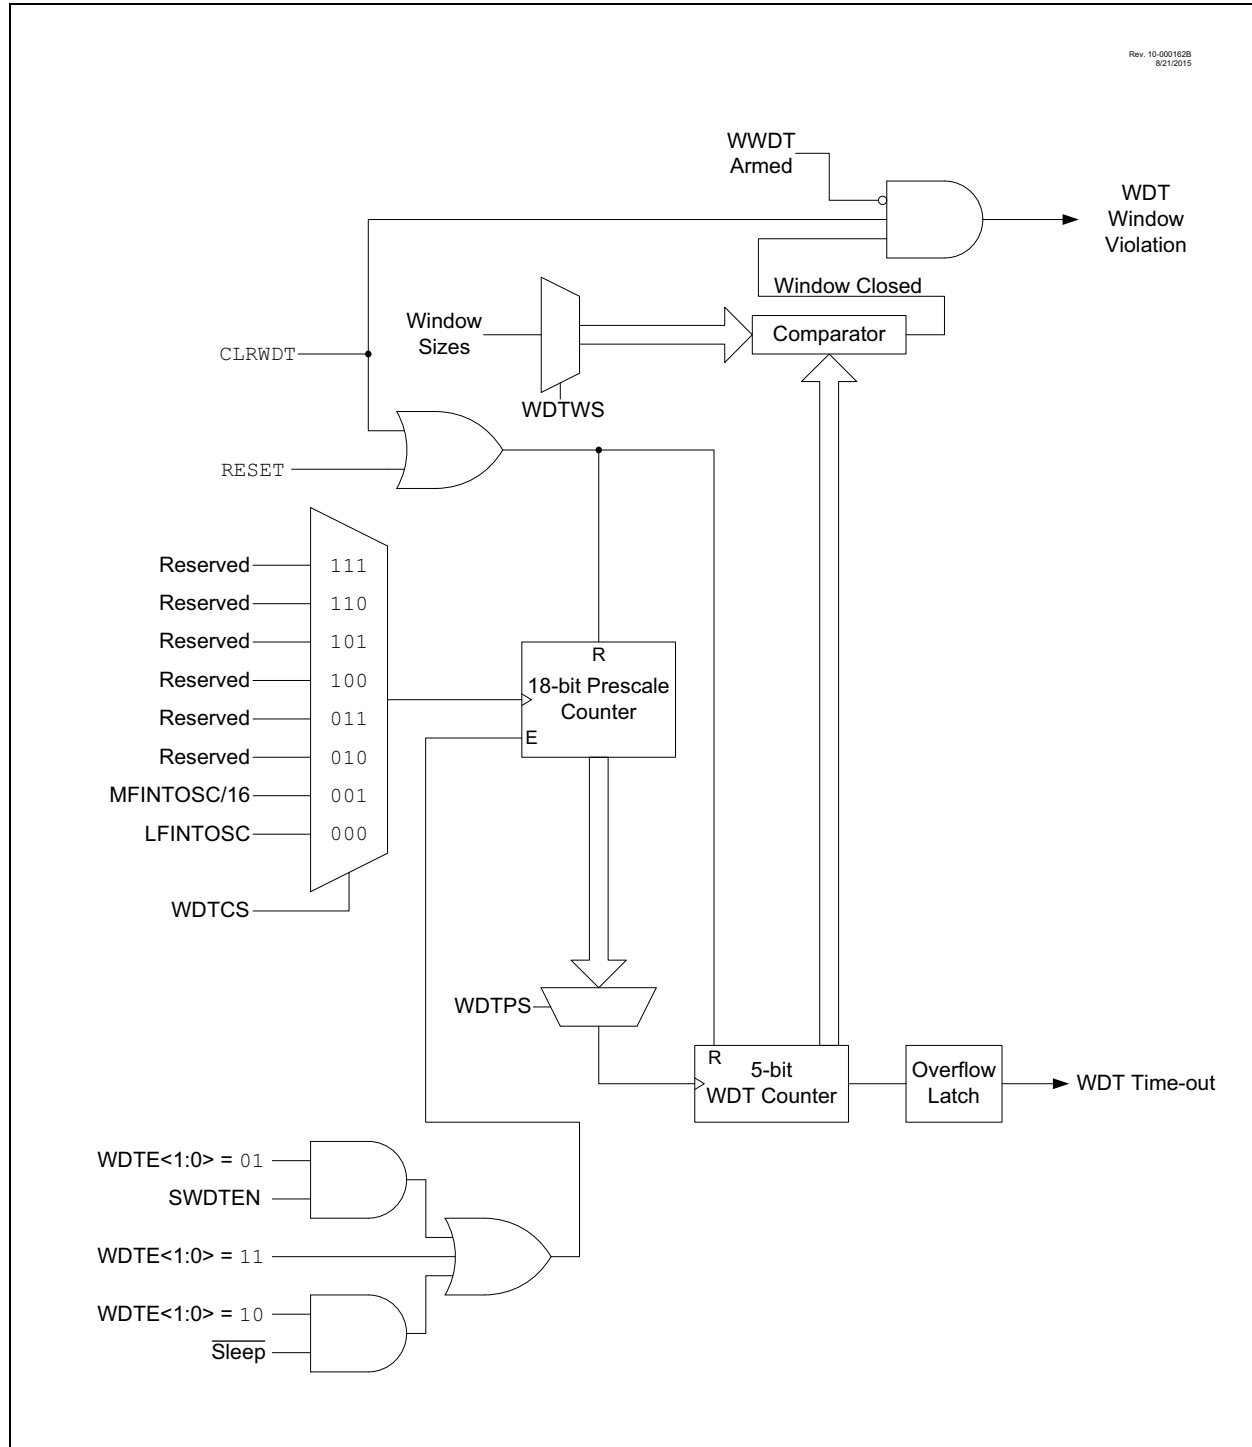 Rev. 10-000162B
8/21/2015
WWDT
Armed
WDT
Window
Violation
Window Closed
Window
Sizes
Comparator
CLRWDT
WDTWS
RESET
Reserved 111
Reserved 110
Reserved 101
Reserved 100
Reserved 011
Reserved 010
MFINTOSC/16 001
LFINTOSC 000
WDTCS
R
18-bit Prescale
Counter
E
WDTPS
R
5-bit
WDT Counter
Overflow
Latch
WDT Time-out
WDTE<1:0> = 01
SWDTEN
WDTE<1:0> = 11
WDTE<1:0> = 10
Sleep